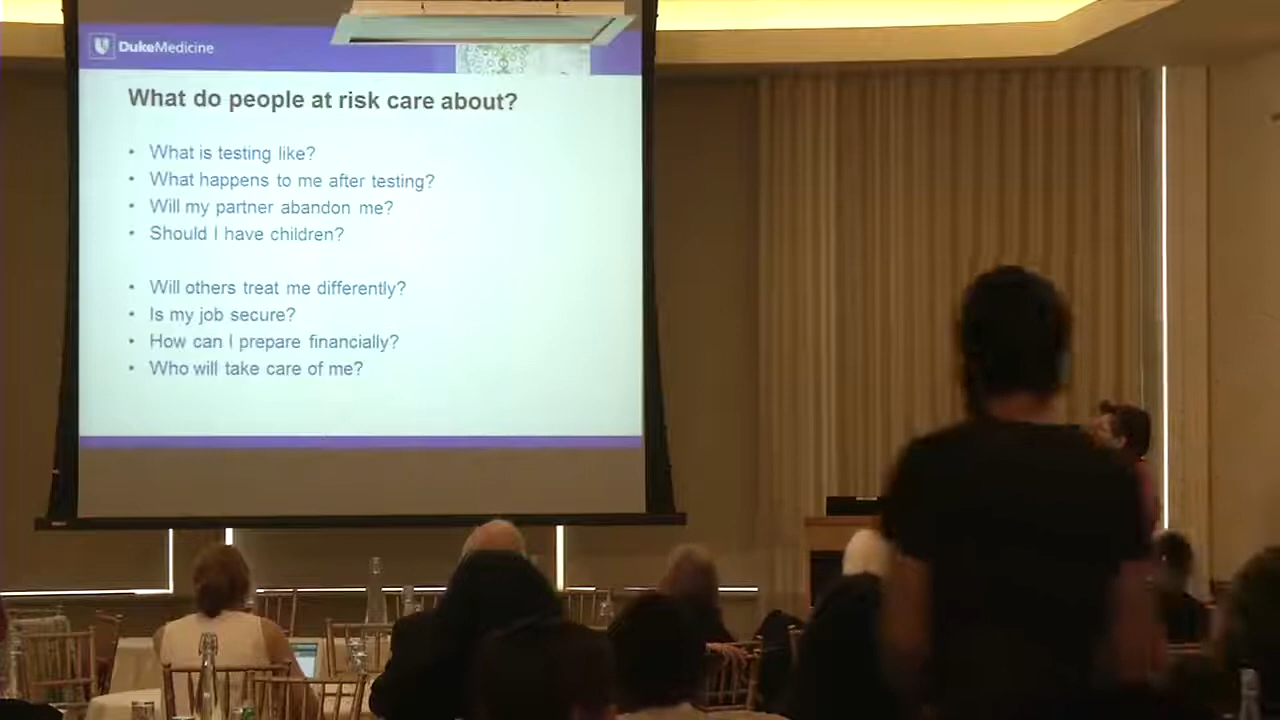 DukeMedicine
What do people at risk care about?
• What is testing like?
• What happens to me after testing?
• Will my partner abandon me?
• Should I have children?
• Will others treat me differently?
• Is my job secure?
• How can I prepare financially?
• Who will take care of me?